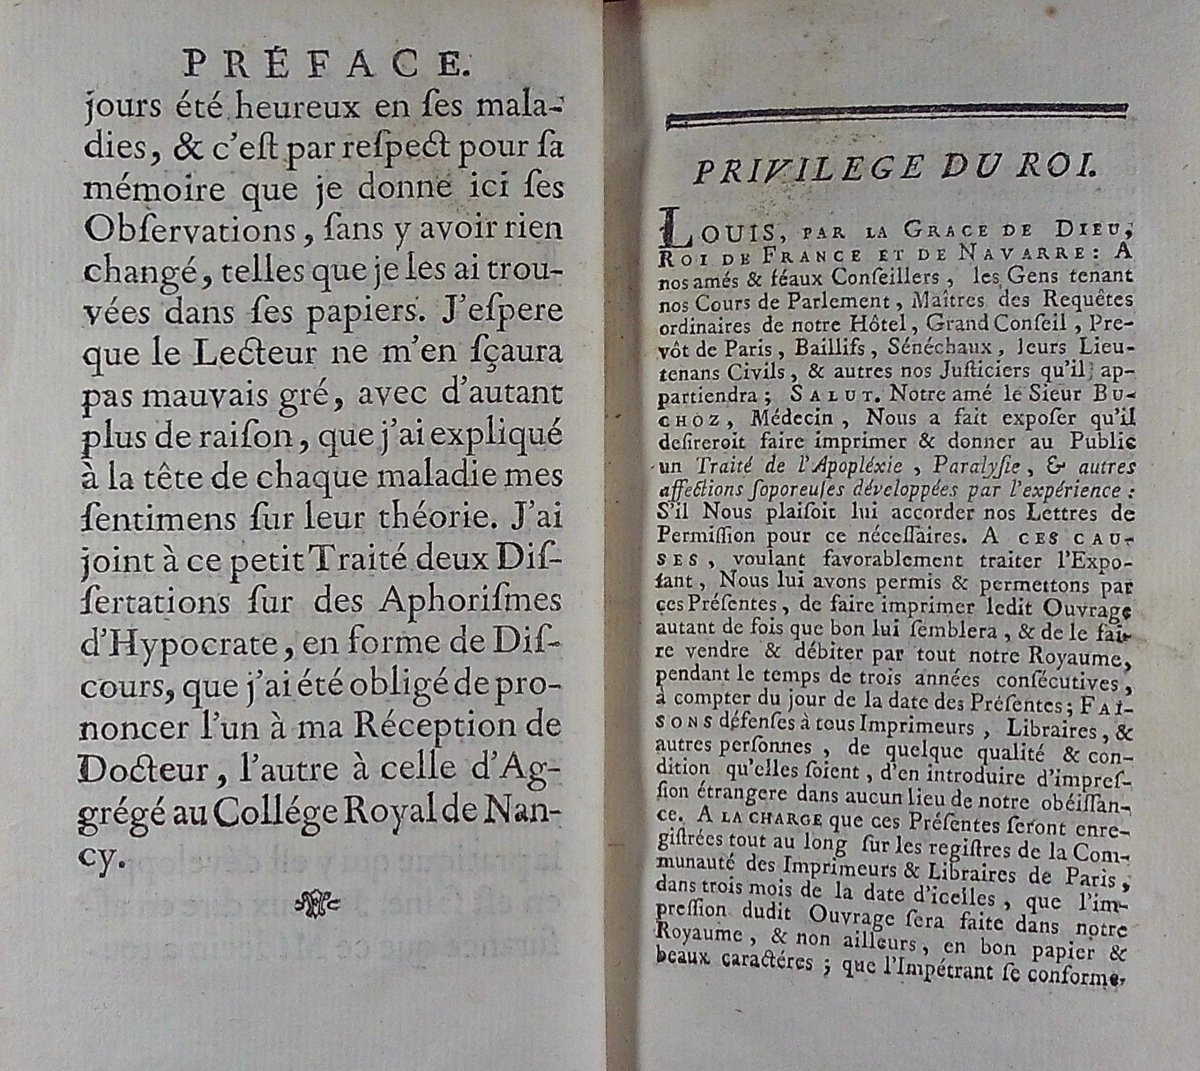 PRÉFACE.
jours été heureux en ſes mala-
dies, & c'eſt par reſpect pour ſa
mémoire que je donne ici ſes
Obſervations, ſans y avoir rien
changé, telles que je les ai trou-
vées dans ſes papiers. J'eſpere
que le Lecteur ne m'en ſçaura
pas mauvais gré, avec d'autant
plus de raiſon, que j'ai expliqué
à la tête de chaque maladie mes
ſentimens ſur leur théorie. J'ai
joint à ce petit Traité deux Diſ-
ſertations ſur des Aphoriſmes
d'Hypocrate, en forme de Diſ-
cours, que j'ai été obligé de pro-
noncer l'un à ma Réception de
Docteur, l'autre à celle d'Ag-
grégé au Collége Royal de Nan-
cy.
PRIVILEGE DU ROI.
LOUIS, PAR LA GRACE DE DIEU,
ROI DE FRANCE ET DE NAVARRE: A
nos amés & féaux Conſeillers, les Gens tenant
nos Cours de Parlement, Maîtres des Requêtes
ordinaires de notre Hôtel, Grand Conſeil, Pre-
vôt de Paris, Baillifs, Sénéchaux, leurs Lieu-
tenans Civils, & autres nos Juſticiers qu'il ap-
partiendra; SALUT. Notre amé le Sieur BU-
CHOZ, Médecin, Nous a fait expoſer qu'il
deſireroit faire imprimer & donner au Public
un Traité de l'Apopléxie, Paralyſie, & autres
affections ſoporeuſes développées par l'expérience:
S'il Nous plaiſoit lui accorder nos Lettres de
Permiſſion pour ce néceſſaires. A CES CAU-
SES, voulant favorablement traiter l'Expo-
ſant, Nous lui avons permis & permettons par
ces Préſentes, de faire imprimer ledit Ouvrage
autant de fois que bon lui ſemblera, & de le fai-
re vendre & débiter par tout notre Royaume,
pendant le temps de trois années conſécutives,
à compter du jour de la date des Préſentes; FAI-
SONS défenſes à tous Imprimeurs, Libraires, &
autres perſonnes, de quelque qualité & con-
dition qu'elles ſoient, d'en introduire d'impreſ-
ſion étrangere dans aucun lieu de notre obéiſſan-
ce. A LA CHARGE que ces Préſentes ſeront enre-
giſtrées tout au long ſur les regiſtres de la Com-
munauté des Imprimeurs & Libraires de Paris,
dans trois mois de la date d'icelles, que l'im-
preſſion dudit Ouvrage ſera faite dans notre
Royaume, & non ailleurs, en bon papier &
beaux caractéres; que l'Impétrant ſe conforme-